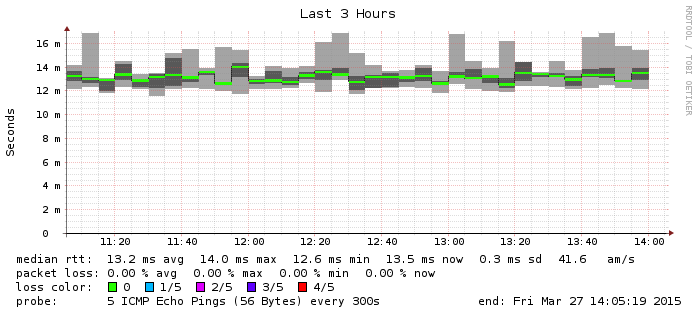 Last 3 Hours
RRDTOOL / TOBI OETIKER
Seconds
16 m
14 m
12 m
10 m
8 m
6 m
4 m
2 m
0
11:20 11:40 12:00 12:20 12:40 13:00 13:20 13:40 14:00
median rtt: 13.2 ms avg 14.0 ms max 12.6 ms min 13.5 ms now 0.3 ms sd 41.6 am/s
packet loss: 0.00 % avg 0.00 % max 0.00 % min 0.00 % now
loss color: 0 1/5 2/5 3/5 4/5
probe: 5 ICMP Echo Pings (56 Bytes) every 300s end: Fri Mar 27 14:05:19 2015